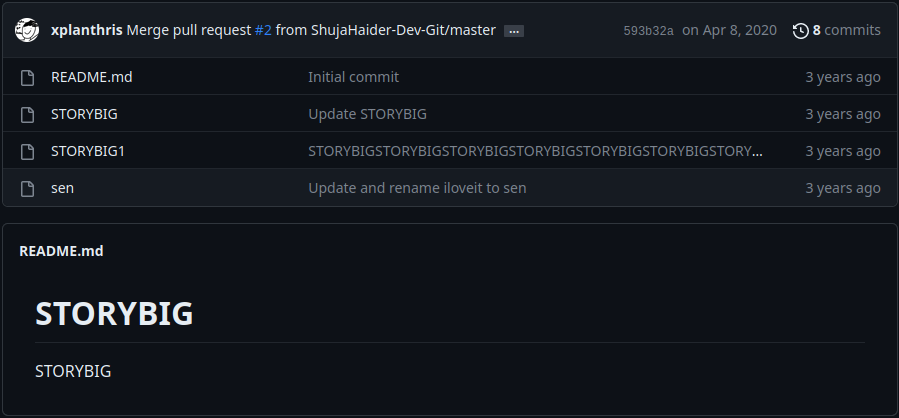 xplanthris Merge pull request #2 from ShujaHaider-Dev-Git/master ... 593b32a on Apr 8, 2020 8 commits
README.md Initial commit 3 years ago
STORYBIG Update STORYBIG 3 years ago
STORYBIG1 STORYBIGSTORYBIGSTORYBIGSTORYBIGSTORYBIGSTORYBIGSTORY... 3 years ago
sen Update and rename iloveit to sen 3 years ago
README.md
STORYBIG
STORYBIG